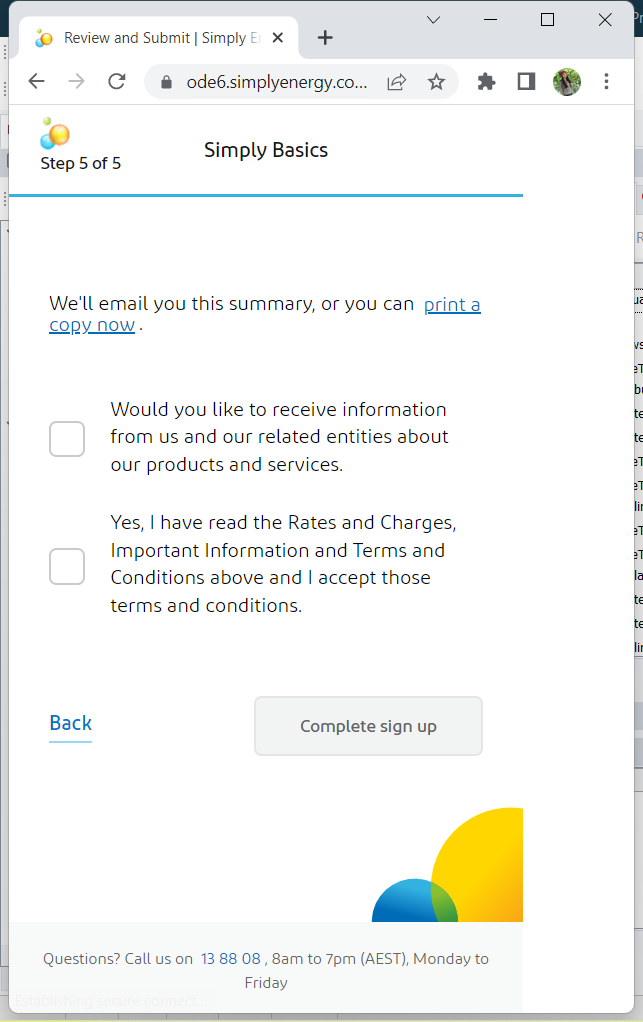 Review and Submit | Simply E
ode6.simplyenergy.co...
Step 5 of 5
Simply Basics
We'll email you this summary, or you can print a
copy now .
Would you like to receive information
from us and our related entities about
our products and services.
Yes, I have read the Rates and Charges,
Important Information and Terms and
Conditions above and I accept those
terms and conditions.
Back
Complete sign up
Questions? Call us on 13 88 08 , 8am to 7pm (AEST), Monday to
Friday
Establishing secure connect...